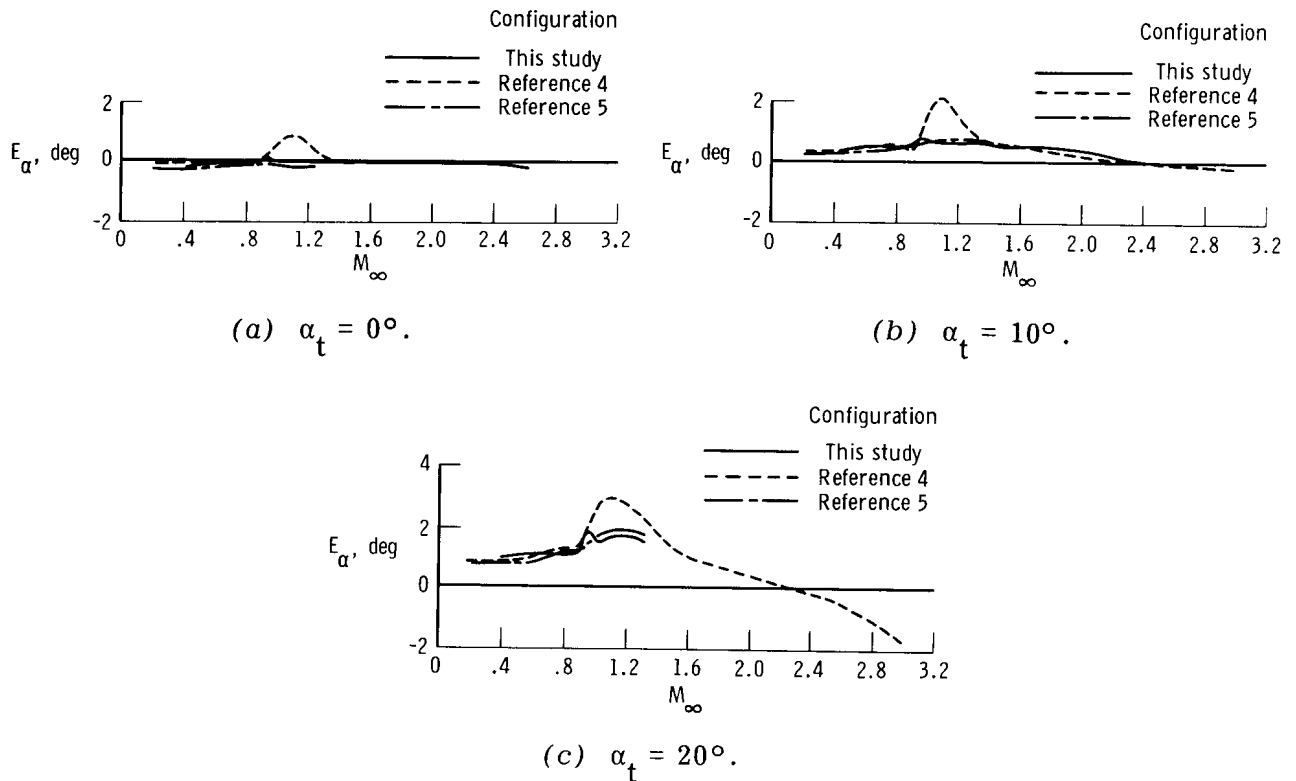 Configuration
This study
Reference 4
Reference 5
2
0
-2
E_α, deg
0 .4 .8 1.2 1.6 2.0 2.4 2.8 3.2
M_∞
(a) α_t = 0°.
Configuration
This study
Reference 4
Reference 5
2
0
-2
E_α, deg
0 .4 .8 1.2 1.6 2.0 2.4 2.8 3.2
M_∞
(b) α_t = 10°.
Configuration
This study
Reference 4
Reference 5
4
2
0
-2
E_α, deg
0 .4 .8 1.2 1.6 2.0 2.4 2.8 3.2
M_∞
(c) α_t = 20°.